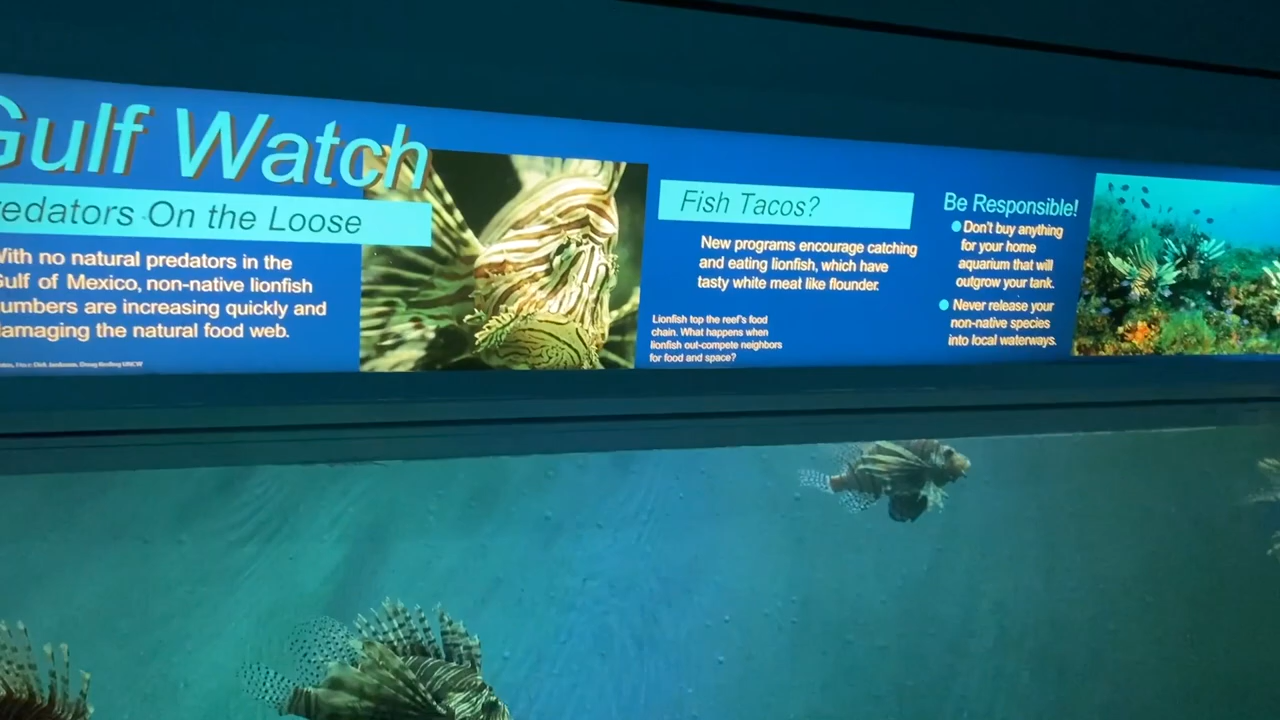 Gulf Watch
redators On the Loose
With no natural predators in the
Gulf of Mexico, non-native lionfish
numbers are increasing quickly and
damaging the natural food web.
Fish Tacos?
New programs encourage catching
and eating lionfish, which have
tasty white meat like flounder.
Lionfish top the reef's food
chain. What happens when
lionfish out-compete neighbors
for food and space?
Be Responsible!
Don't buy anything
for your home
aquarium that will
outgrow your tank.
Never release your
non-native species
into local waterways.